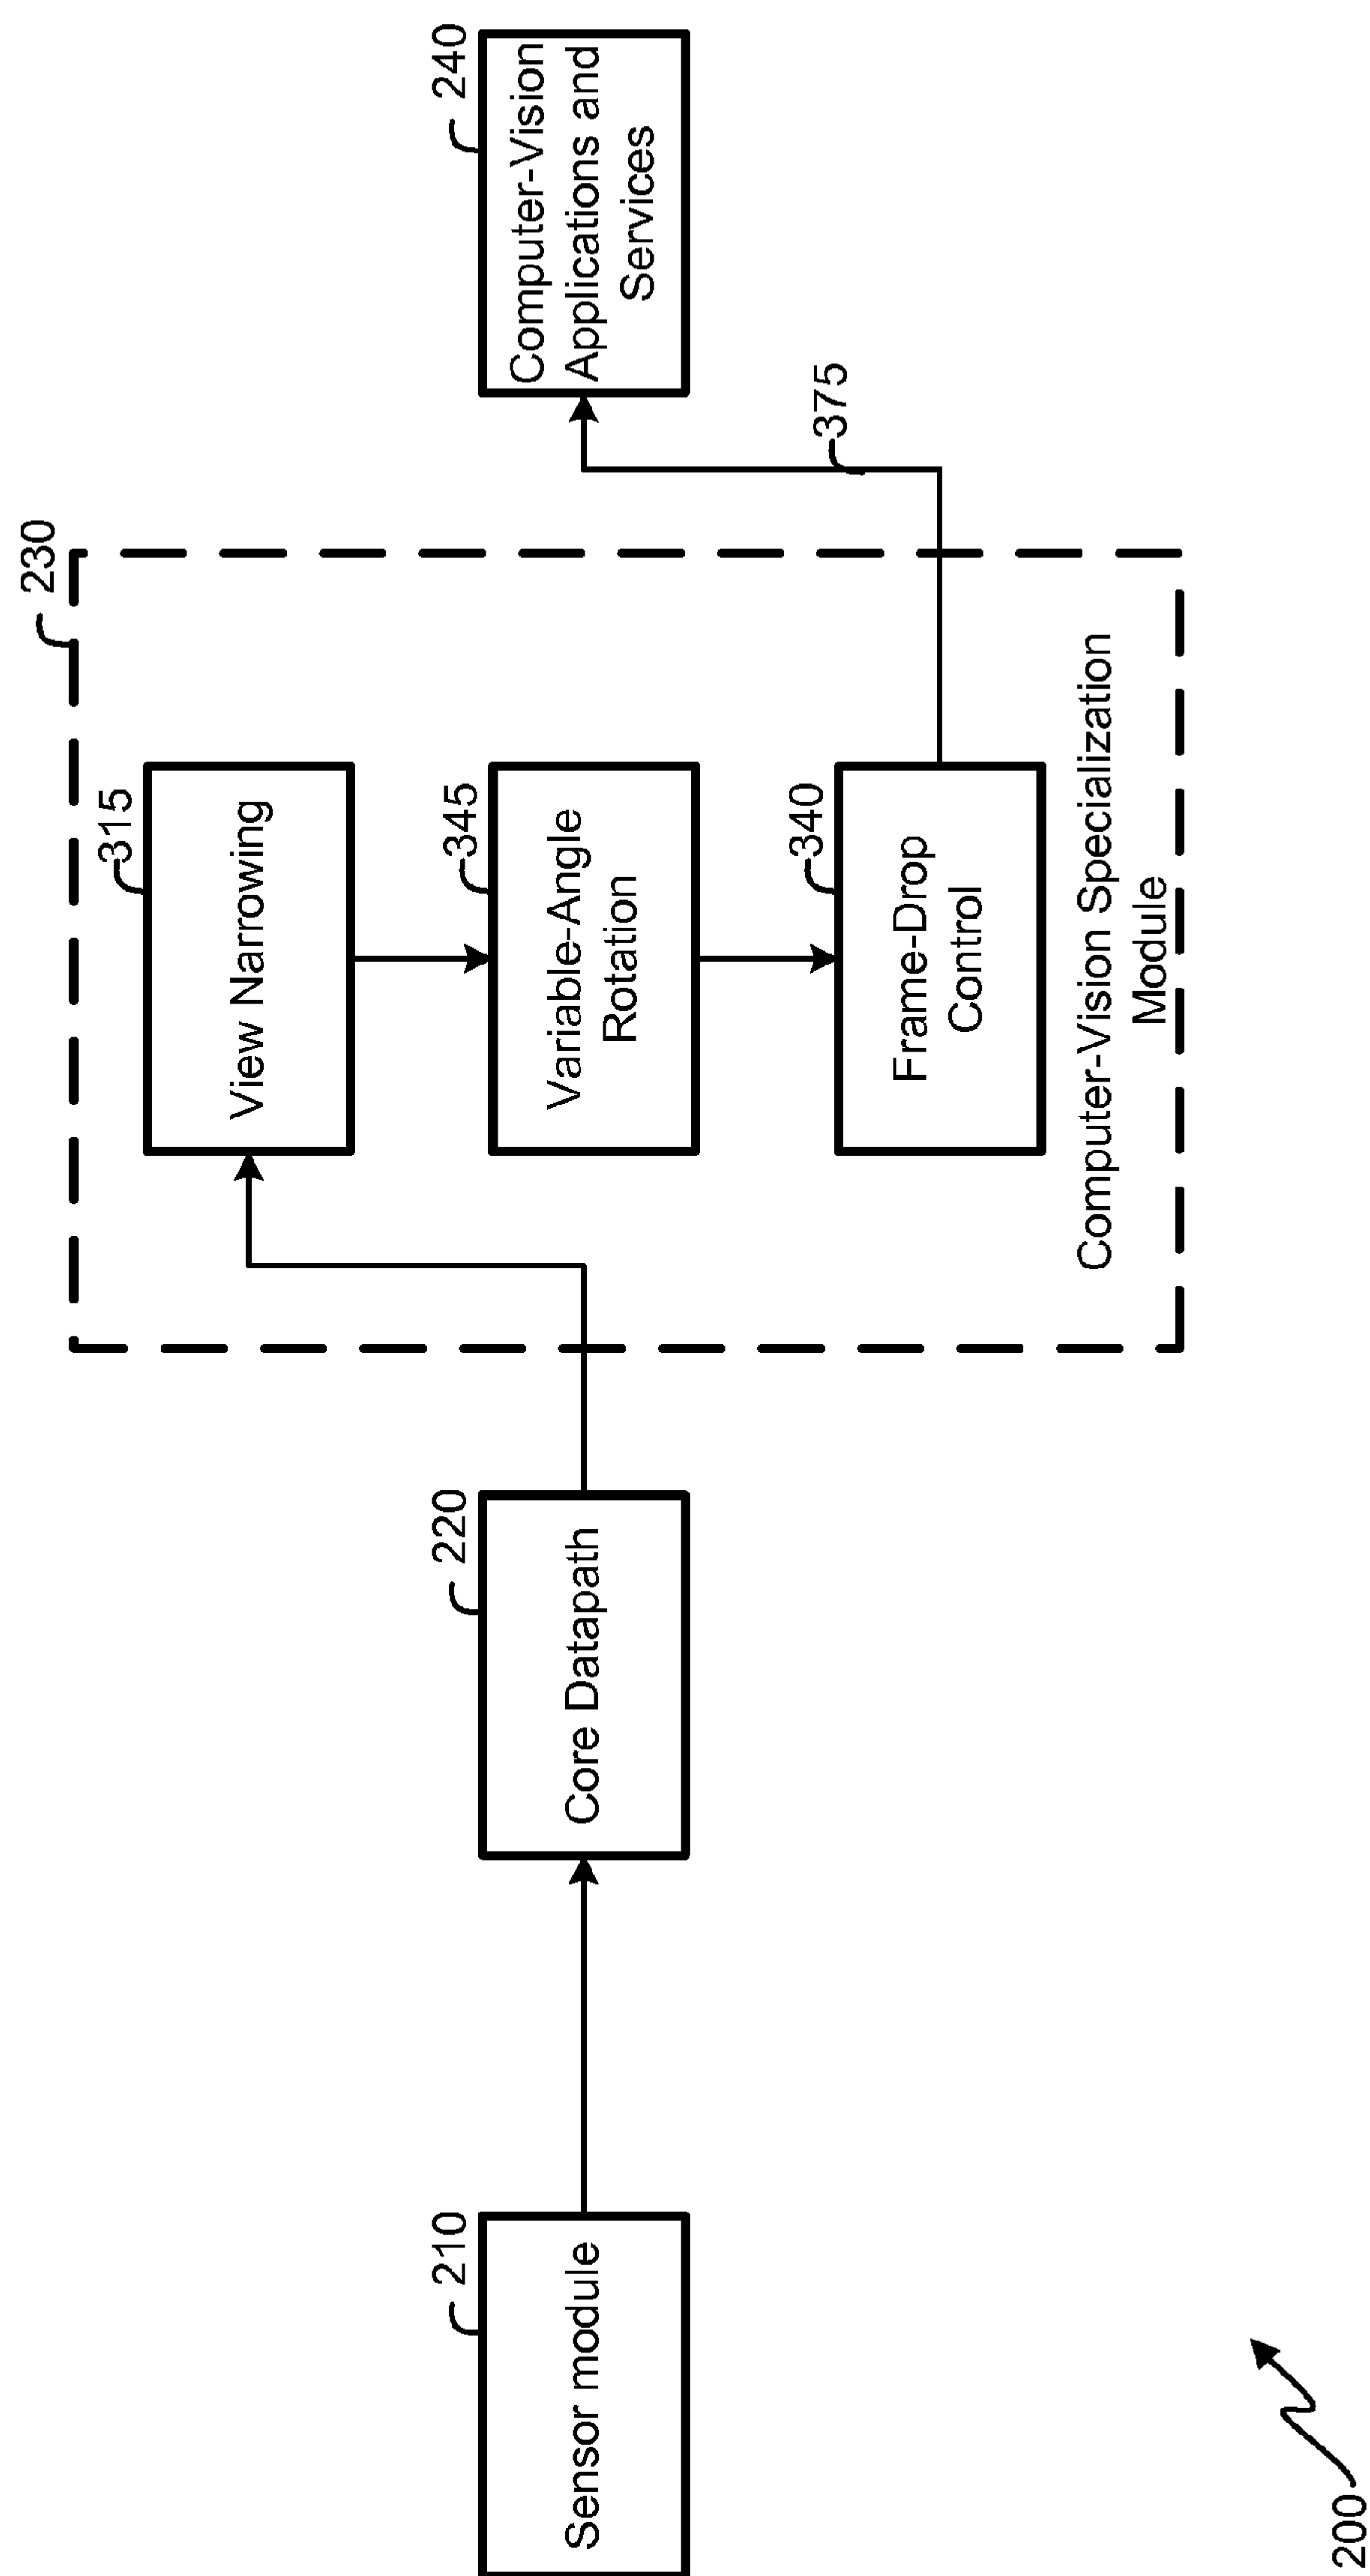 200
210
Sensor module
220
Core Datapath
230
315
View Narrowing
345
Variable-Angle
Rotation
340
Frame-Drop
Control
Computer-Vision Specialization
Module
375
240
Computer-Vision
Applications and
Services